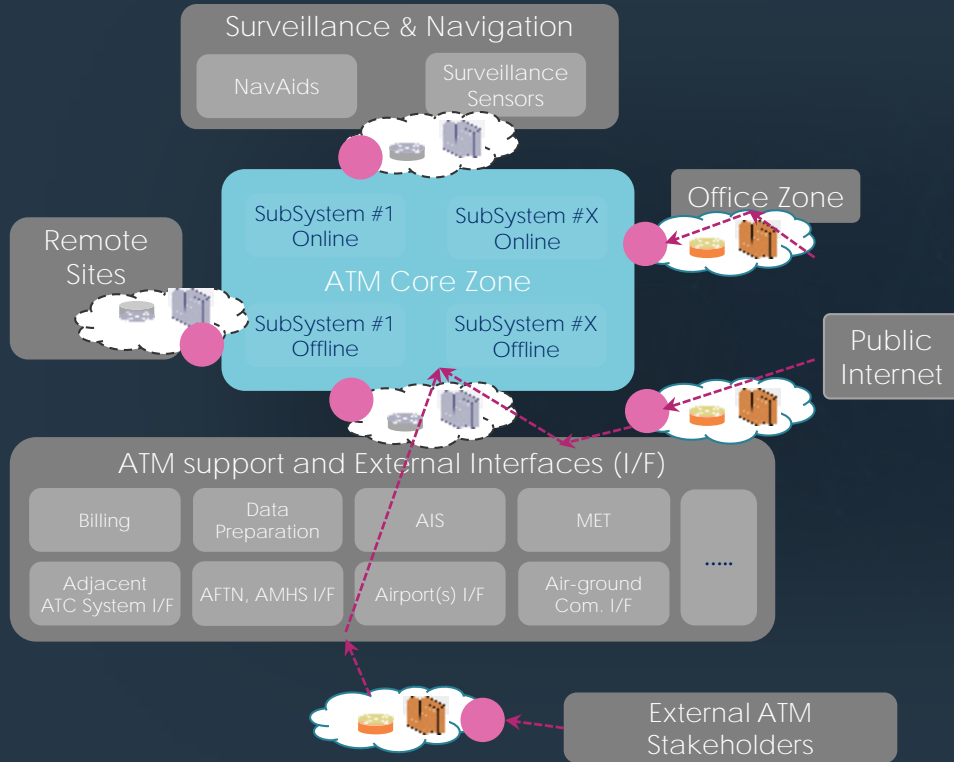 Surveillance & Navigation
NavAids
Surveillance
Sensors
SubSystem #1
Online
SubSystem #X
Online
Office Zone
Remote
Sites
ATM Core Zone
SubSystem #1
Offline
SubSystem #X
Offline
Public
Internet
ATM support and External Interfaces (I/F)
Billing
Data
Preparation
AIS
MET
.....
Adjacent
ATC System I/F
AFTN, AMHS I/F
Airport(s) I/F
Air-ground
Com. I/F
External ATM
Stakeholders